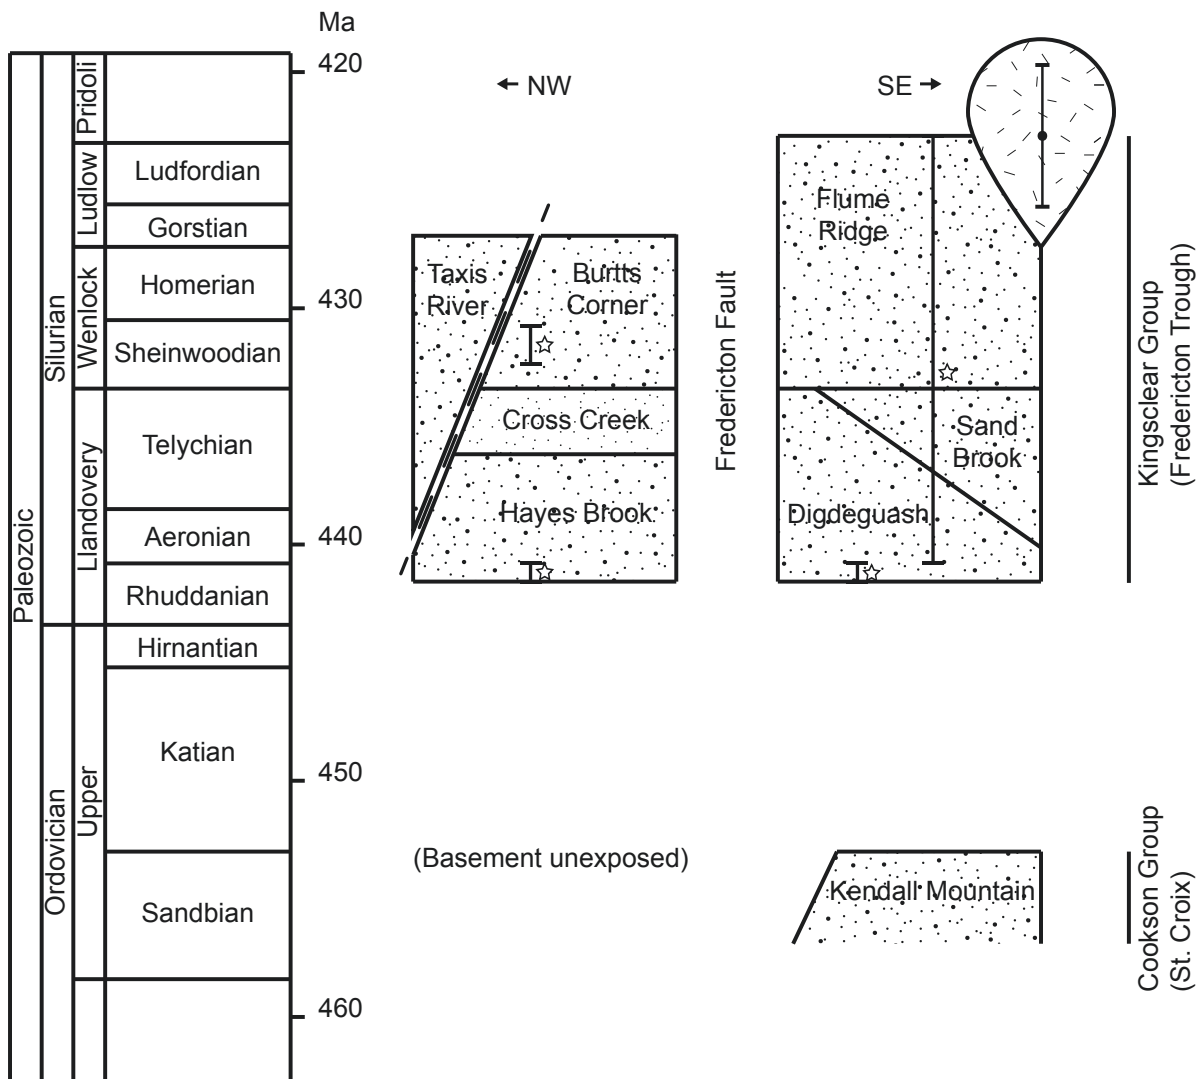 Ma
420
430
440
450
460
Paleozoic
Silurian
Ordovician
Pridoli
Ludlow
Wenlock
Llandovery
Upper
Ludfordian
Gorstian
Homerian
Sheinwoodian
Telychian
Aeronian
Rhuddanian
Hirnantian
Katian
Sandbian
NW
SE
Taxis
River
Burtts
Corner
Cross Creek
Hayes Brook
(Basement unexposed)
Fredericton Fault
Flume
Ridge
Sand
Brook
Digdeguash
Kendall Mountain
Kingsclear Group
(Fredericton Trough)
Cookson Group
(St. Croix)